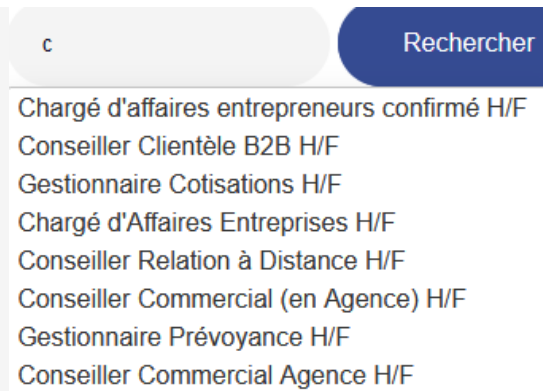 c
Rechercher
Chargé d'affaires entrepreneurs confirmé H/F
Conseiller Clientèle B2B H/F
Gestionnaire Cotisations H/F
Chargé d'Affaires Entreprises H/F
Conseiller Relation à Distance H/F
Conseiller Commercial (en Agence) H/F
Gestionnaire Prévoyance H/F
Conseiller Commercial Agence H/F